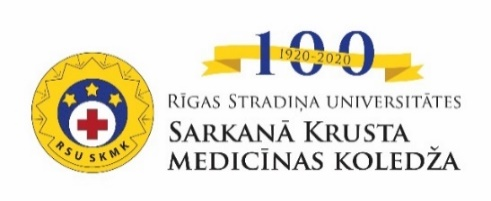 100
1920-2020
RĪGAS STRADIŅA UNIVERSITĀTES
SARKANĀ KRUSTA
MEDICĪNAS KOLEDŽA
RSU SKMK